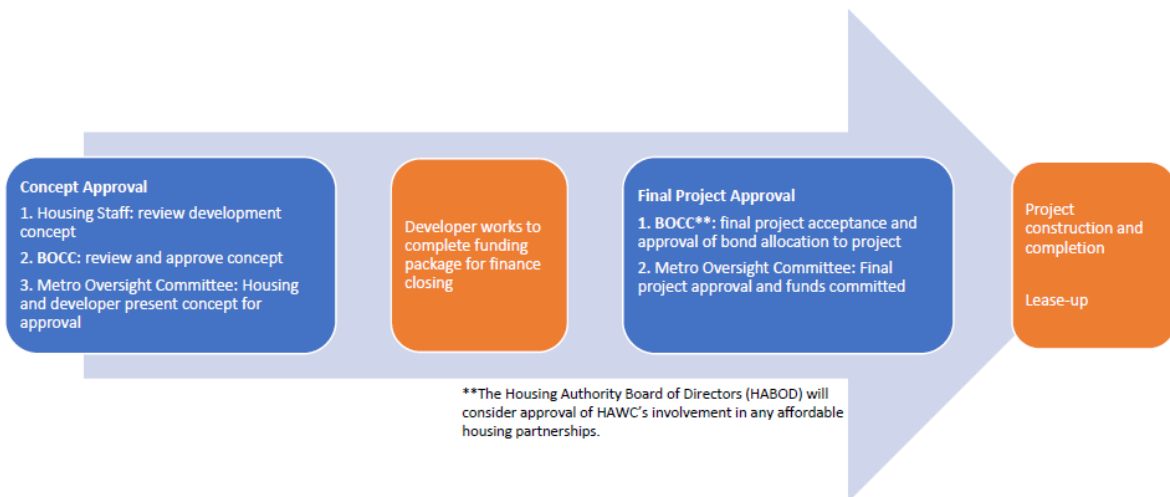 Concept Approval
1. Housing Staff: review development
concept
2. BOCC: review and approve concept
3. Metro Oversight Committee: Housing
and developer present concept for
approval
Developer works to
complete funding
package for finance
closing
Final Project Approval
1. BOCC**: final project acceptance and
approval of bond allocation to project
2. Metro Oversight Committee: Final
project approval and funds committed
Project
construction and
completion
Lease-up
**The Housing Authority Board of Directors (HABOD) will
consider approval of HAWC’s involvement in any affordable
housing partnerships.